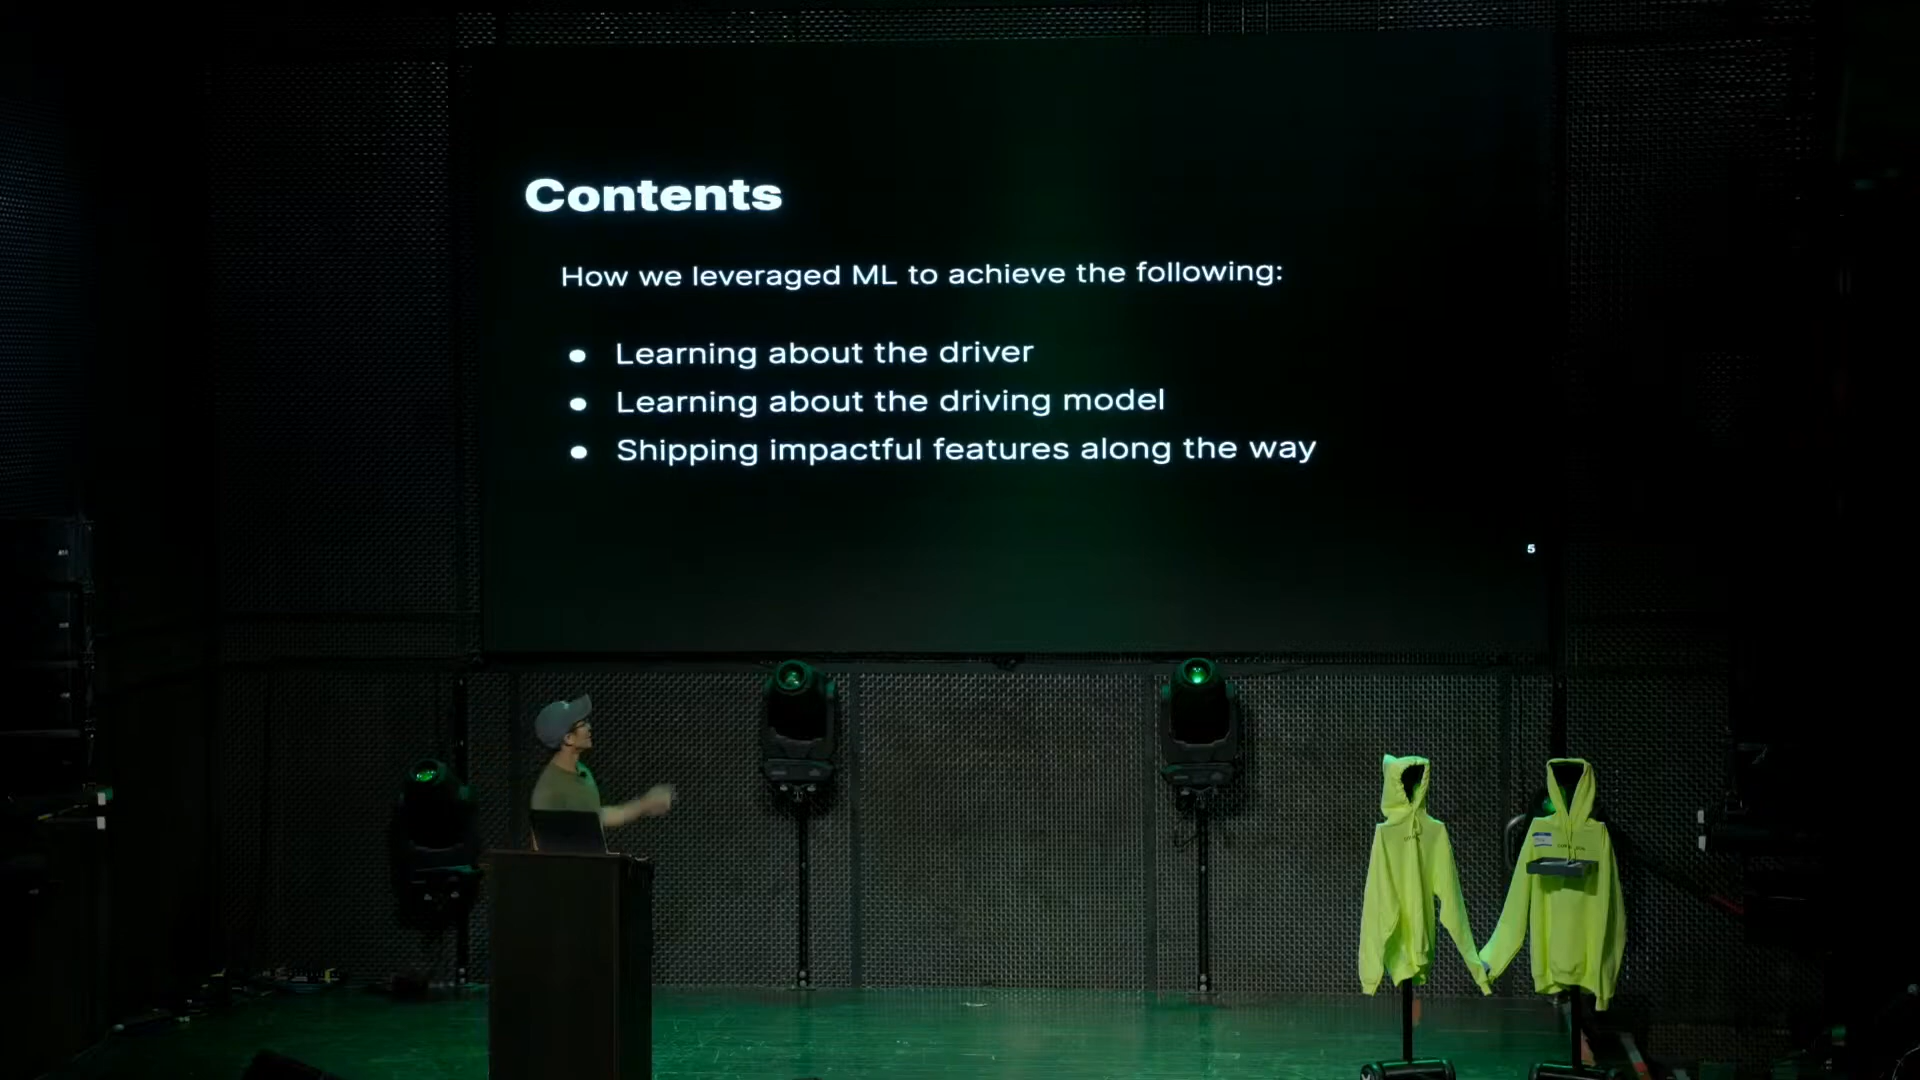 Contents
How we leveraged ML to achieve the following:
● Learning about the driver
● Learning about the driving model
● Shipping impactful features along the way
5